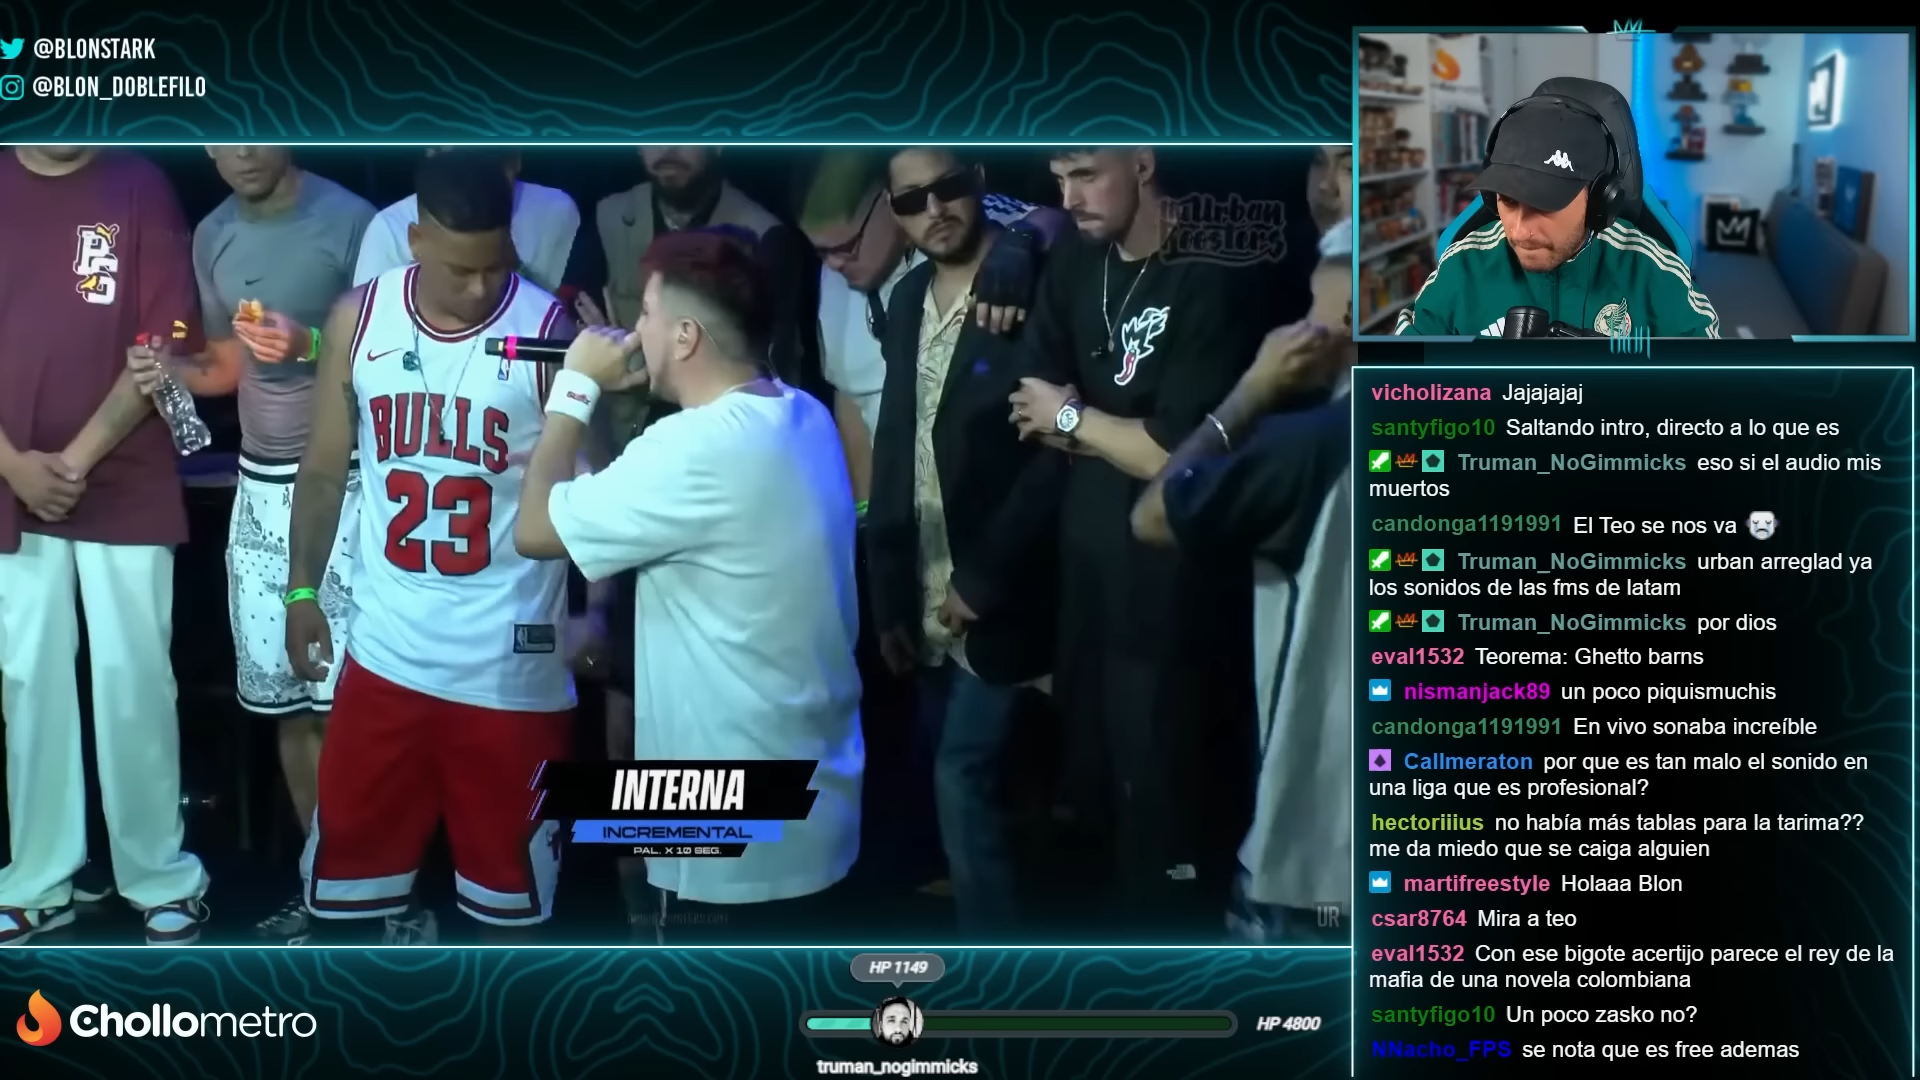 @BLONSTARK
@BLON_DOBLEFILO
Urban
Roosters
BULLS
23
INTERNA
INCREMENTAL
PAL. X 10 SEG.
UR
Chollometro
HP 1149
HP 4800
truman_nogimmicks
vicholizana Jajajajaj
santyfigo10 Saltando intro, directo a lo que es
Truman_NoGimmicks eso si el audio mis
muertos
candonga1191991 El Teo se nos va
Truman_NoGimmicks urban arreglad ya
los sonidos de las fms de latam
Truman_NoGimmicks por dios
eval1532 Teorema: Ghetto barns
nismanjack89 un poco piquismuchis
candonga1191991 En vivo sonaba increíble
Callmeraton por que es tan malo el sonido en
una liga que es profesional?
hectoriiius no había más tablas para la tarima??
me da miedo que se caiga alguien
martifreestyle Holaaa Blon
csar8764 Mira a teo
eval1532 Con ese bigote acertijo parece el rey de la
mafia de una novela colombiana
santyfigo10 Un poco zasko no?
NNacho_FPS se nota que es free ademas